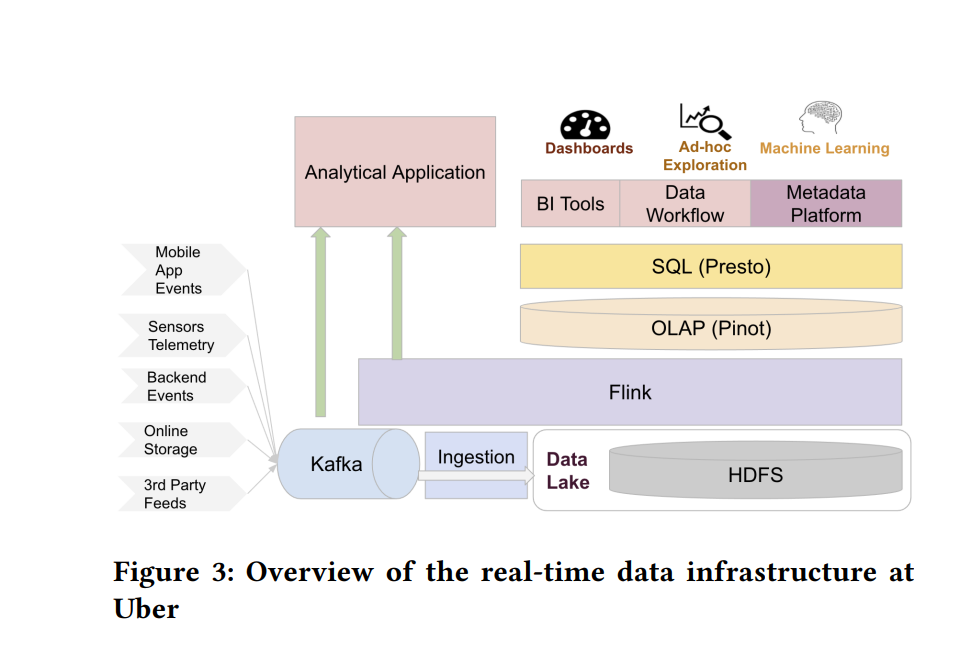 Dashboards
Ad-hoc
Exploration
Machine Learning
Analytical Application
BI Tools
Data
Workflow
Metadata
Platform
SQL (Presto)
OLAP (Pinot)
Flink
Mobile
App
Events
Sensors
Telemetry
Backend
Events
Online
Storage
3rd Party
Feeds
Kafka
Ingestion
Data
Lake
HDFS
Figure 3: Overview of the real-time data infrastructure at
Uber